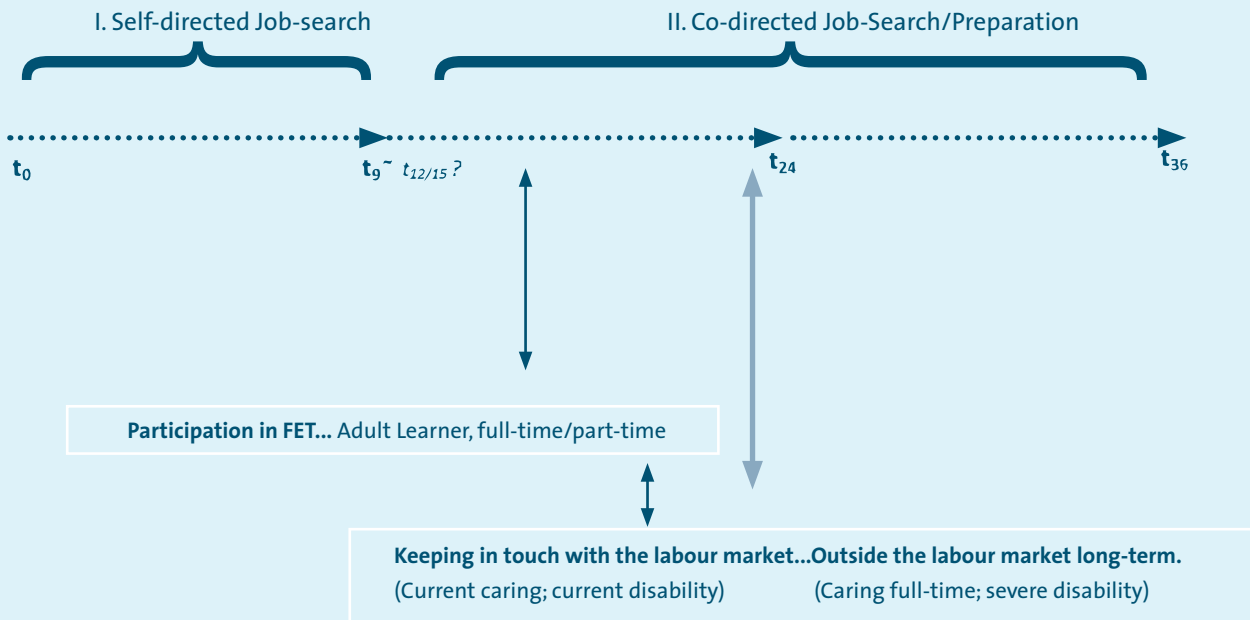 I. Self-directed Job-search
II. Co-directed Job-Search/Preparation
t0
t9~ t12/15 ?
t24
t36
Participation in FET... Adult Learner, full-time/part-time
Keeping in touch with the labour market...Outside the labour market long-term.
(Current caring; current disability) (Caring full-time; severe disability)